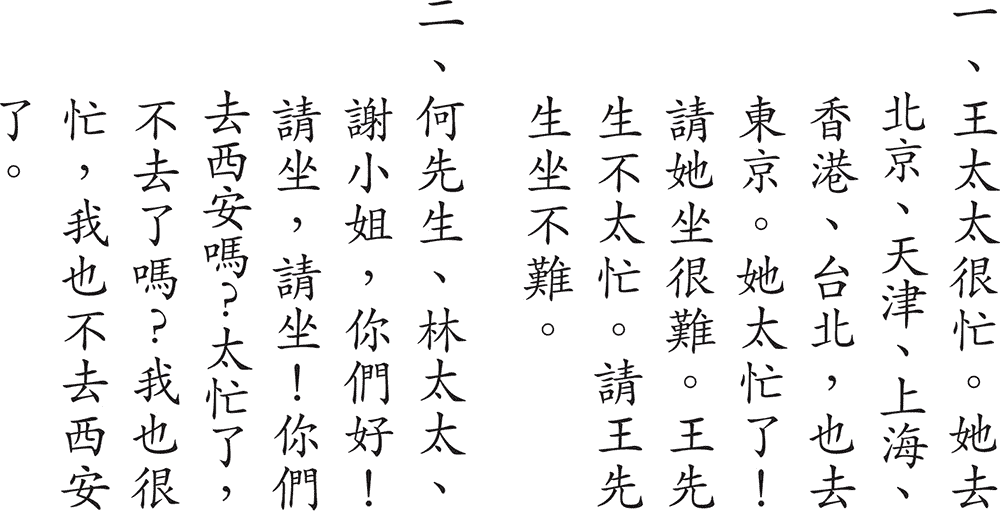 一、王太太很忙。她去
北京、天津、上海、
香港、台北，也去
東京。她太忙了！
請她坐很難。王先
生不太忙。請王先
生坐不難。
二、何先生、林太太、
謝小姐，你們好！
請坐，請坐！你們
去西安嗎？太忙了，
不去了嗎？我也很
忙，我也不去西安
了。